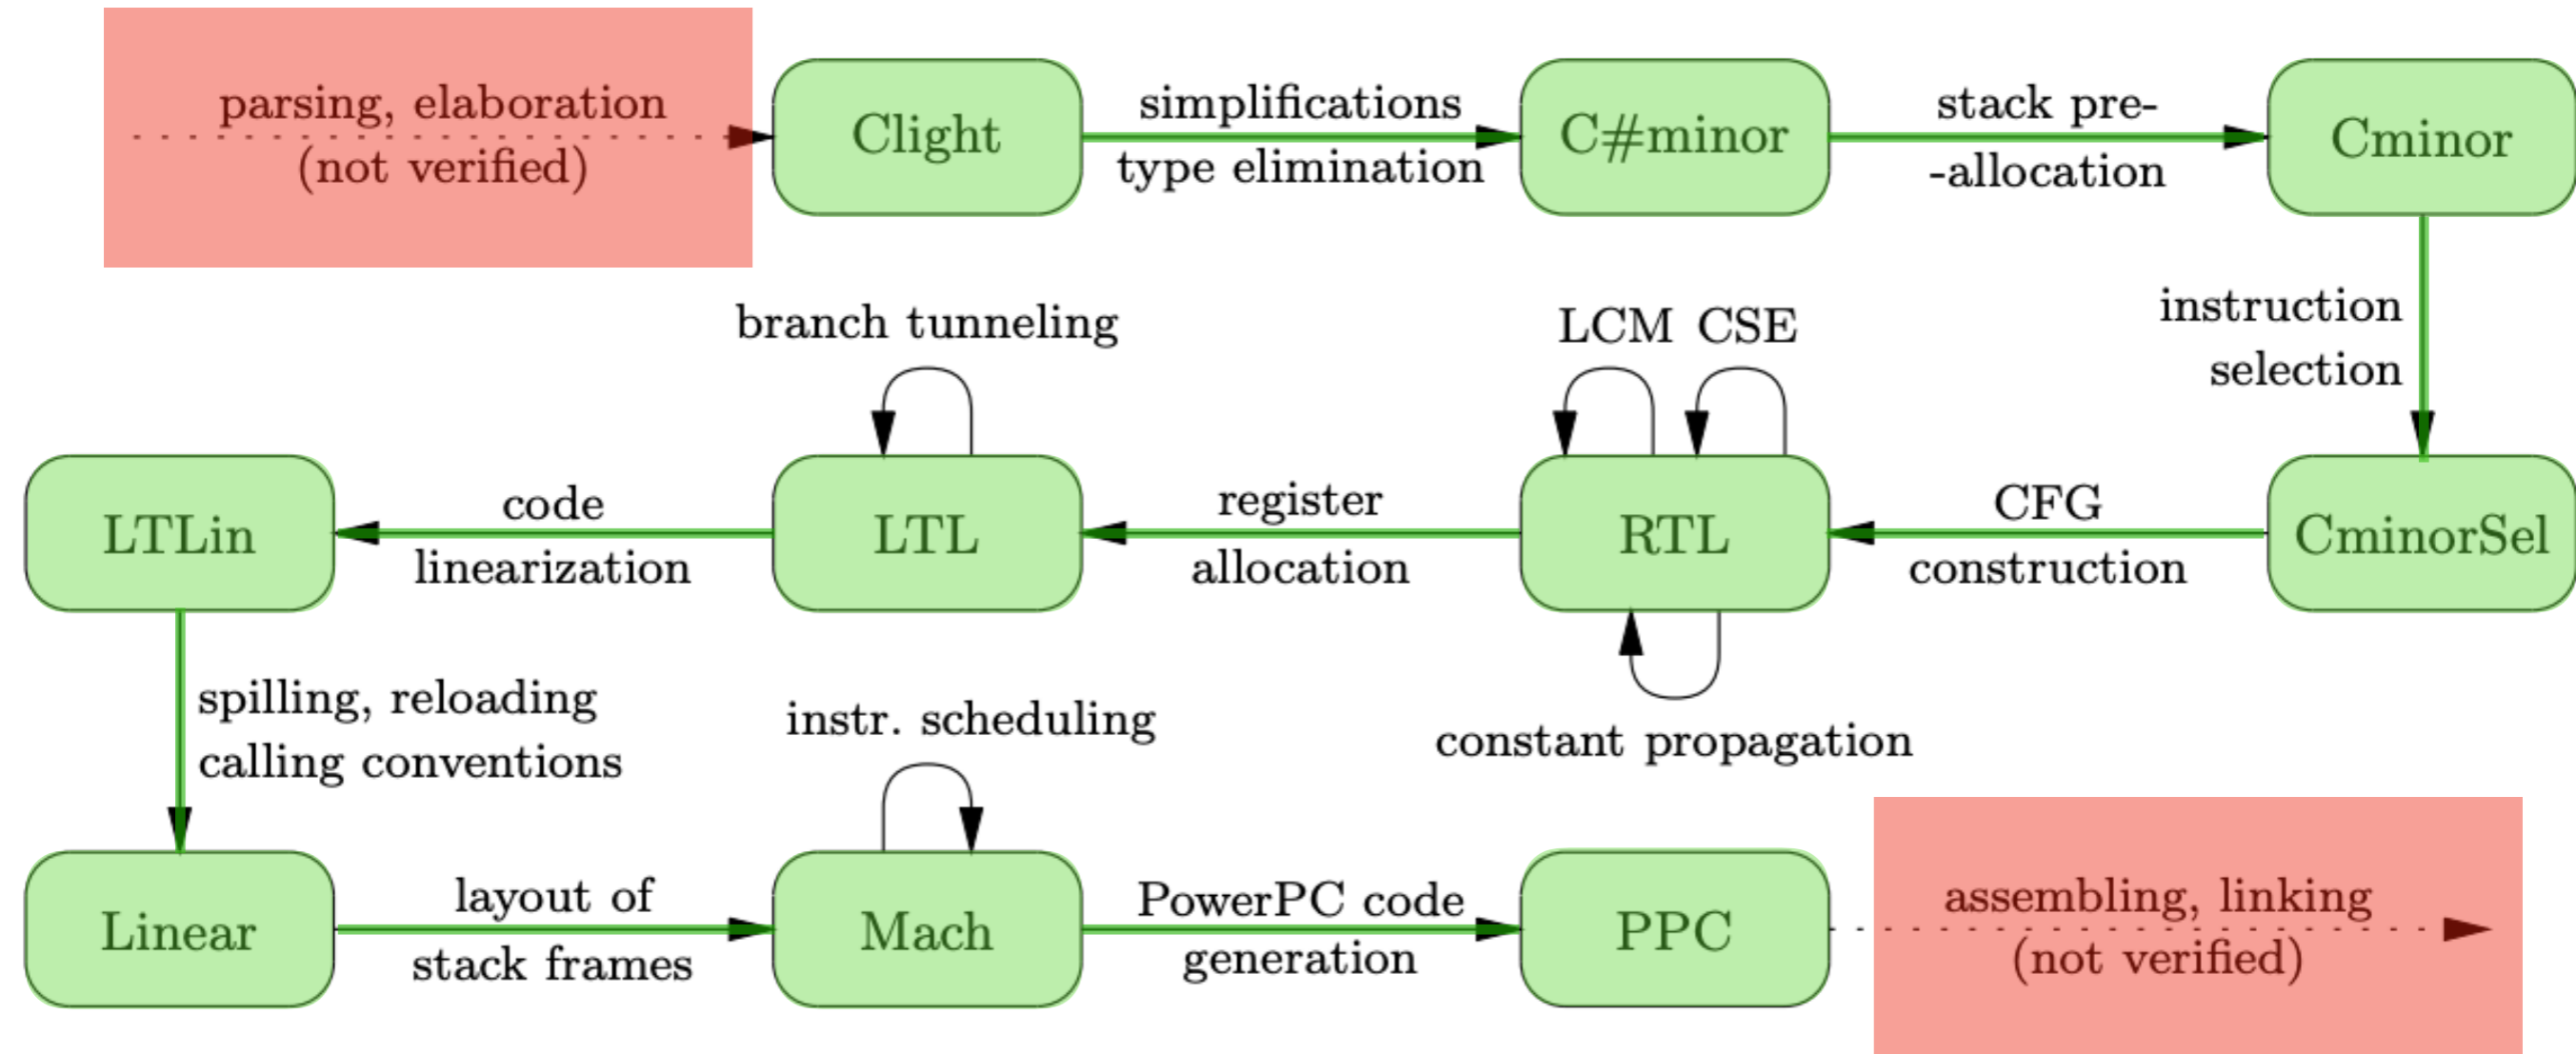 parsing, elaboration
(not verified)
Clight
simplifications
type elimination
C#minor
stack pre-
-allocation
Cminor
instruction
selection
CminorSel
CFG
construction
LCM CSE
RTL
constant propagation
register
allocation
branch tunneling
LTL
code
linearization
LTLin
spilling, reloading
calling conventions
Linear
layout of
stack frames
instr. scheduling
Mach
PowerPC code
generation
PPC
assembling, linking
(not verified)